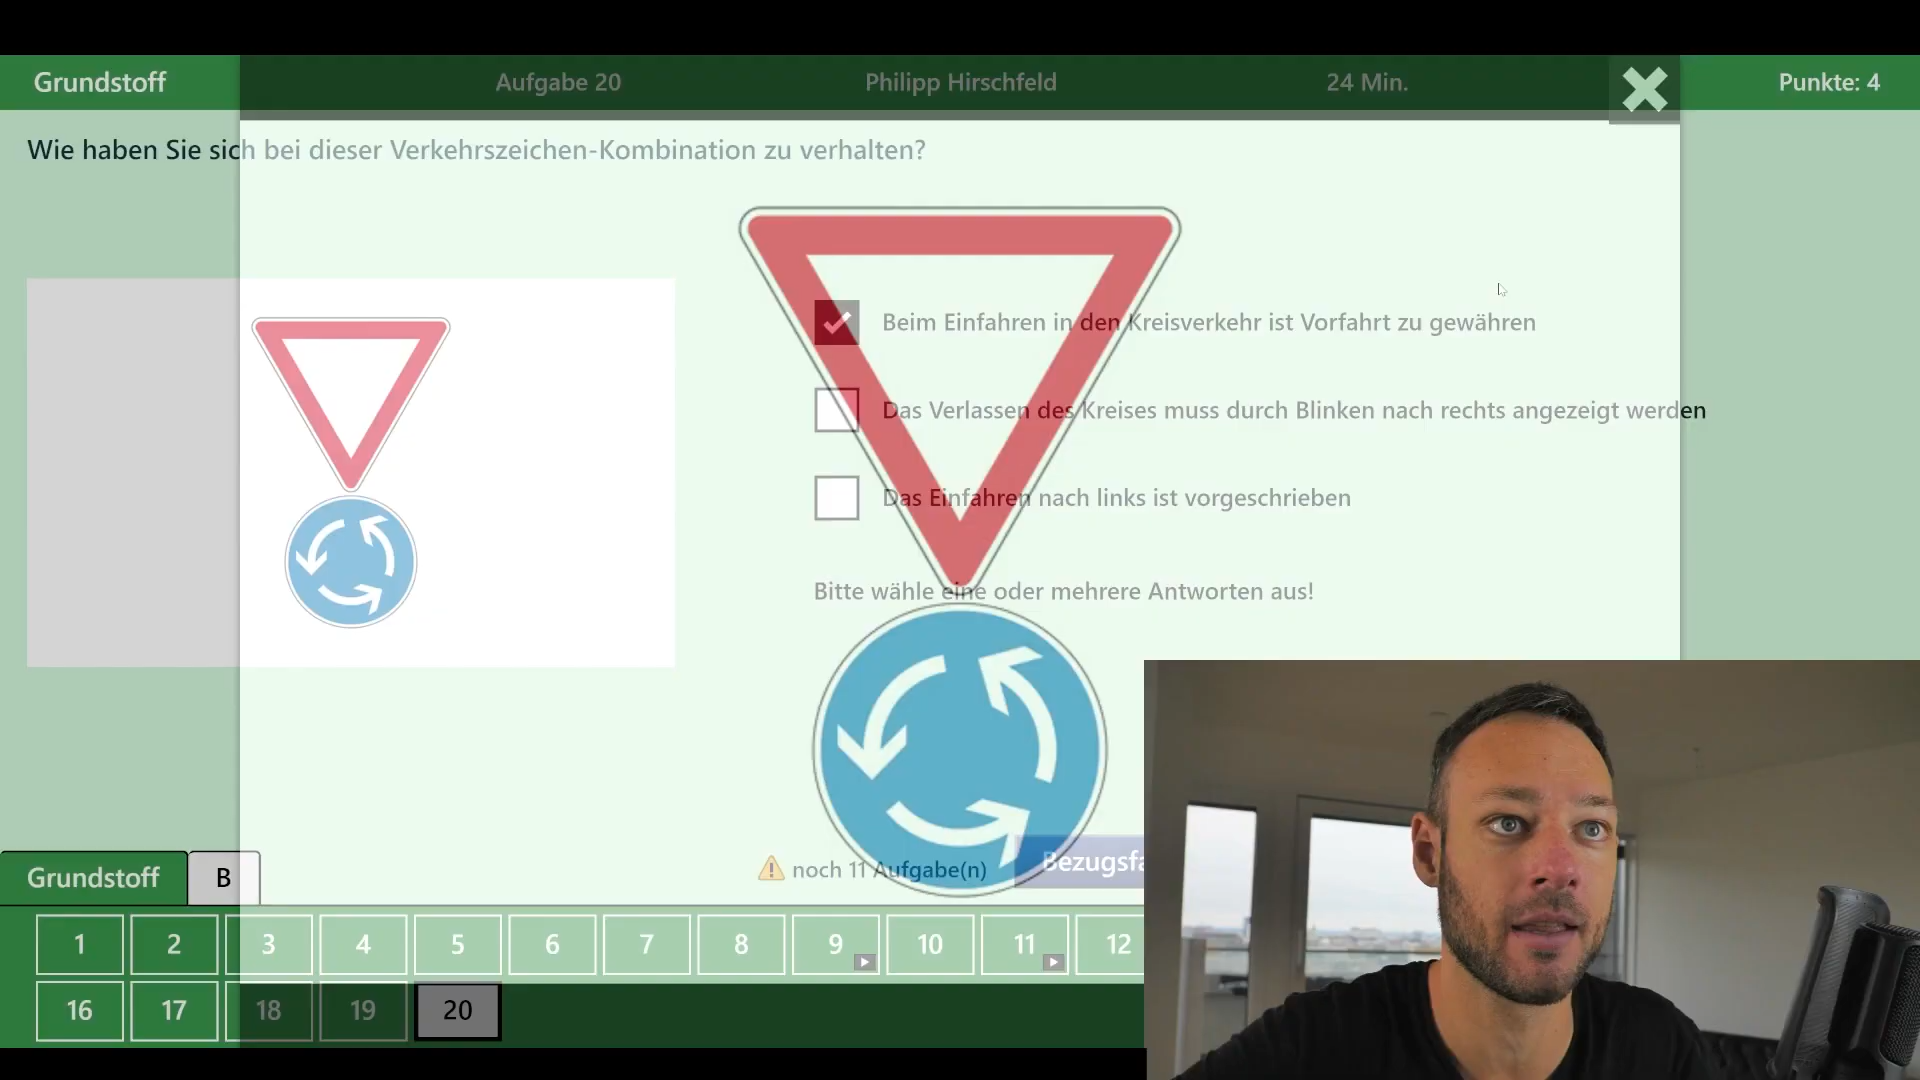 Grundstoff
Aufgabe 20
Philipp Hirschfeld
24 Min.
Punkte: 4
Wie haben Sie sich bei dieser Verkehrszeichen-Kombination zu verhalten?
Beim Einfahren in den Kreisverkehr ist Vorfahrt zu gewähren
Das Verlassen des Kreises muss durch Blinken nach rechts angezeigt werden
Das Einfahren nach links ist vorgeschrieben
Bitte wähle eine oder mehrere Antworten aus!
noch 11 Aufgabe(n)
Bezugsfa
Grundstoff
B
1 2 3 4 5 6 7 8 9 10 11 12
16 17 18 19 20